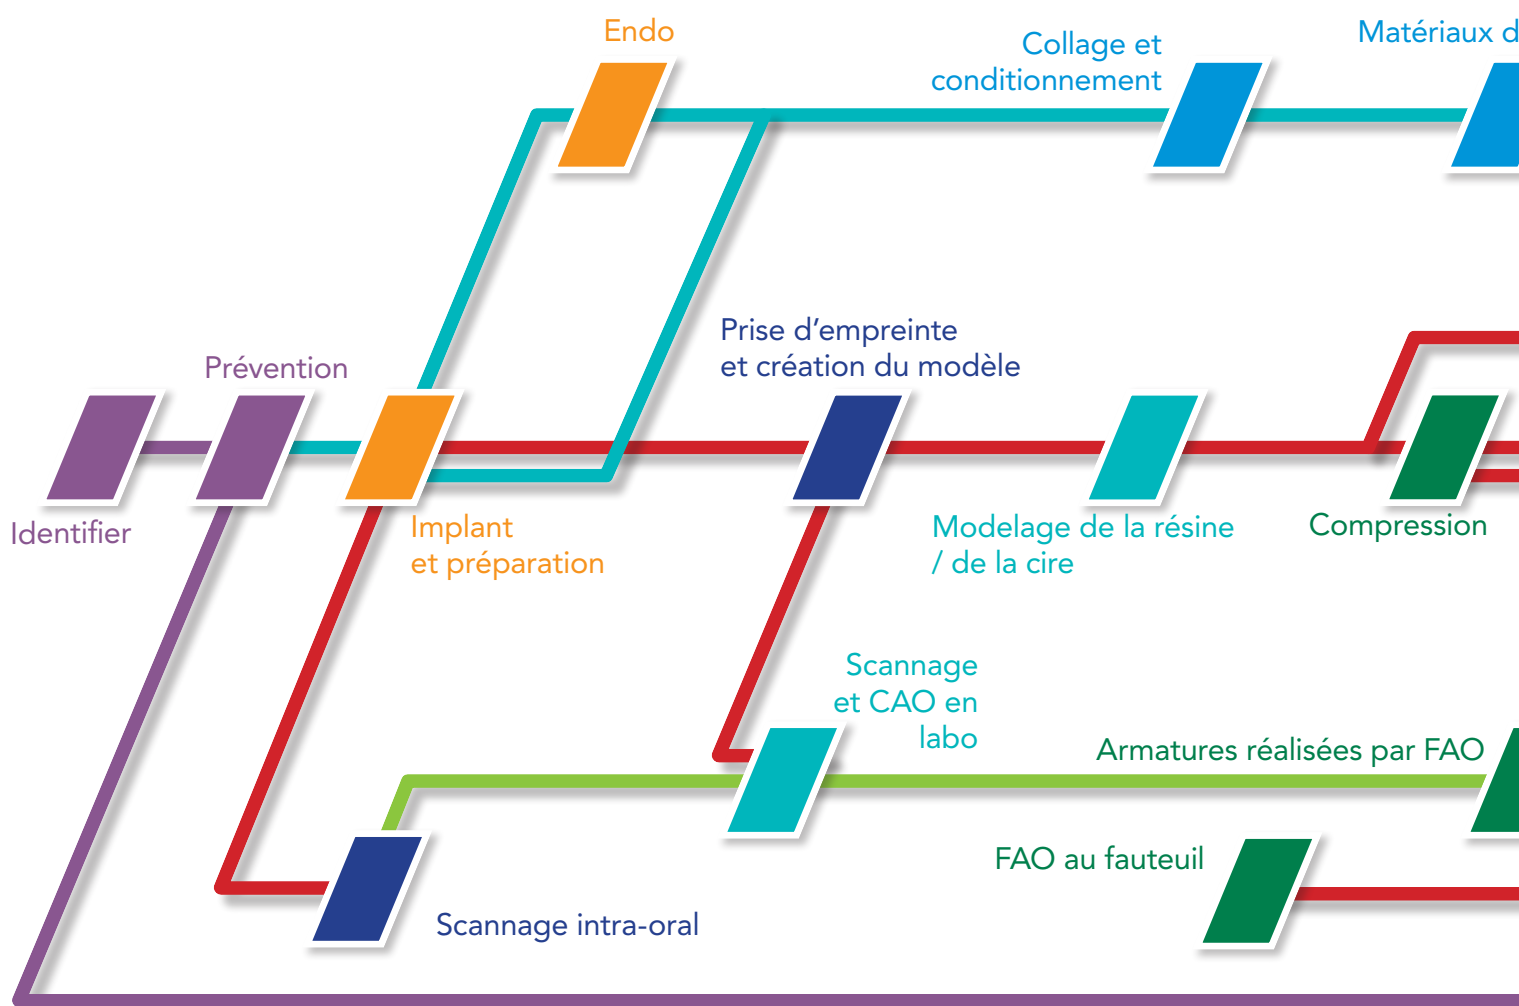 Endo
Collage et
conditionnement
Matériaux d
Prise d’empreinte
et création du modèle
Prévention
Identifier
Implant
et préparation
Modelage de la résine
/ de la cire
Compression
Scannage
et CAO en
labo
Armatures réalisées par FAO
FAO au fauteuil
Scannage intra-oral